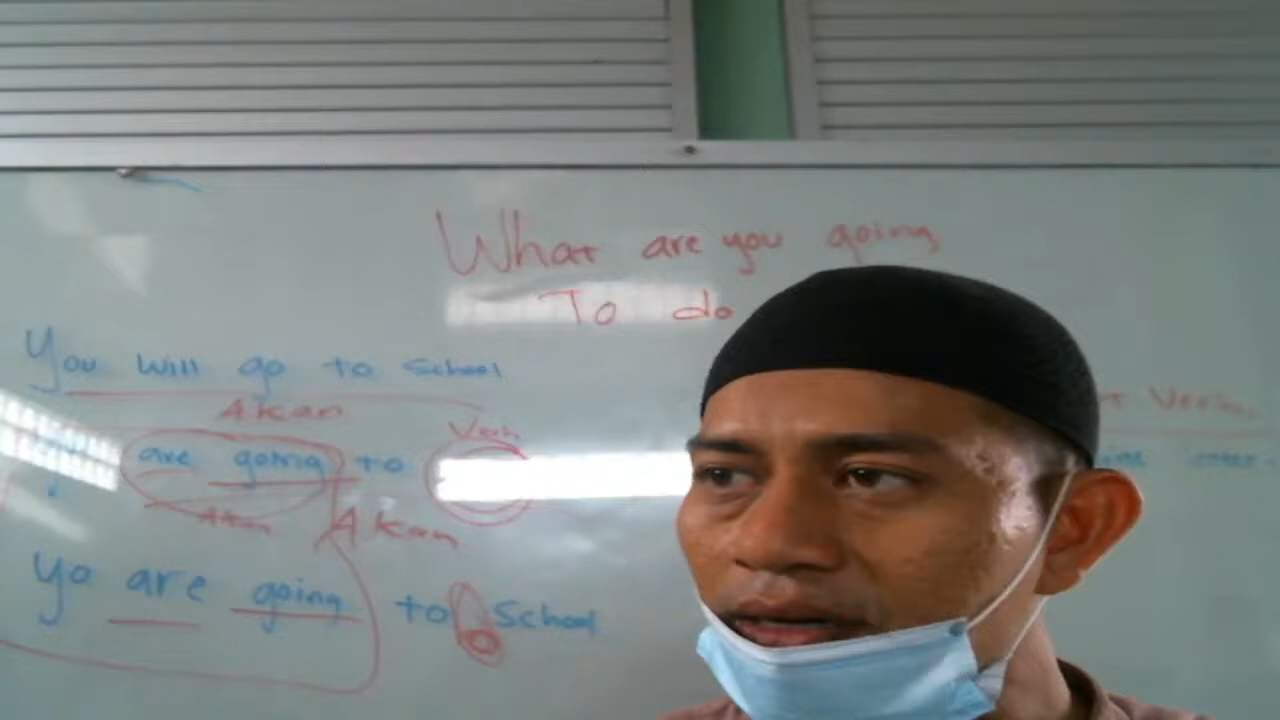 What are you going
To do
You will go to School
Akan
Verb
are going to
Akan
Akan
yo are going to School